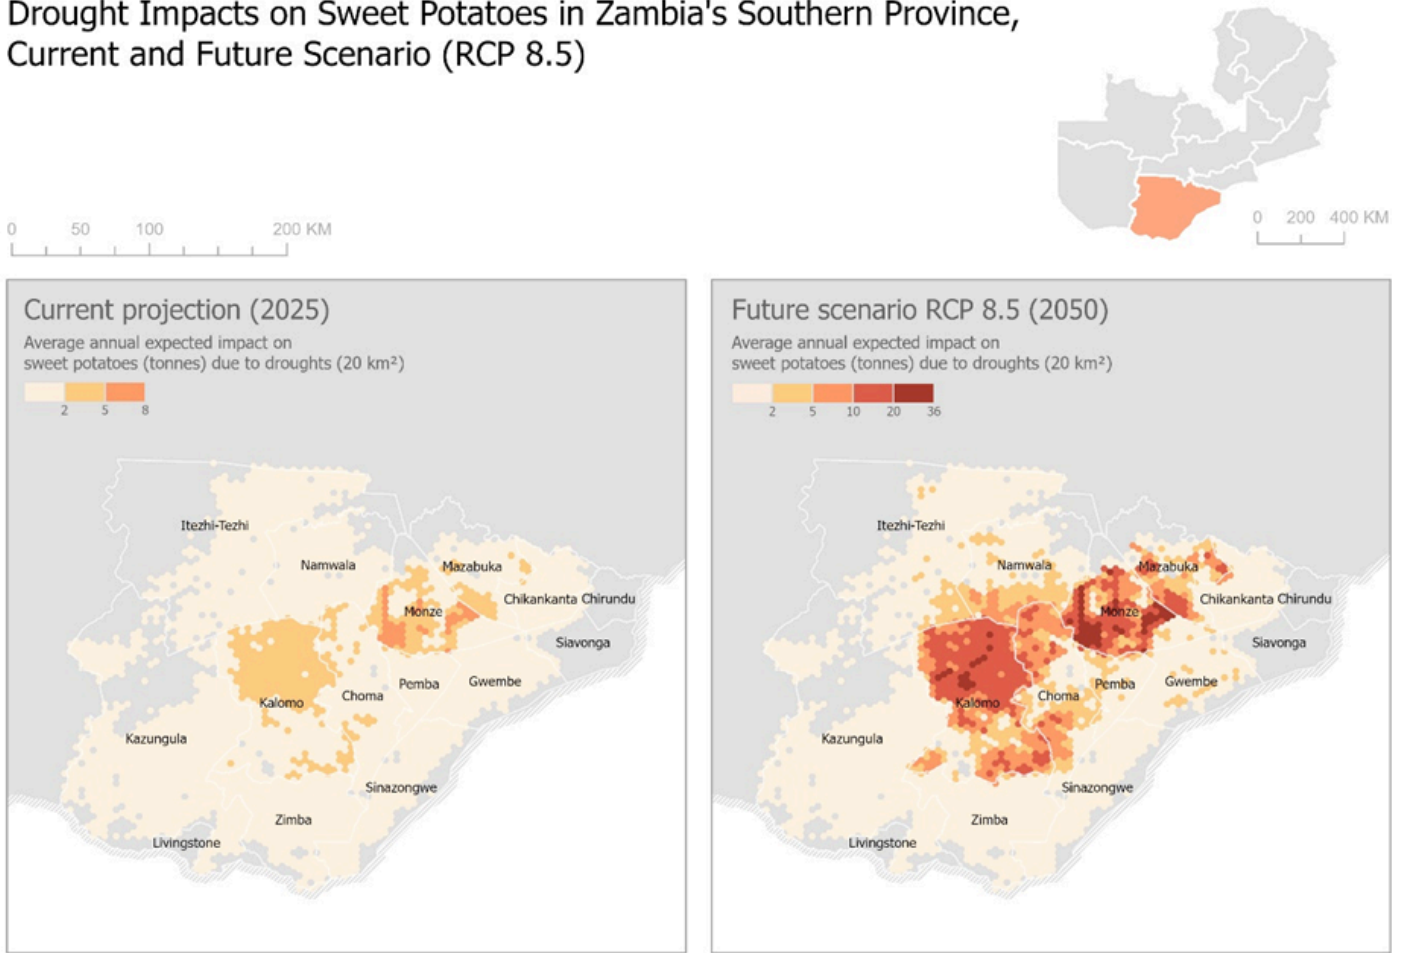 Drought Impacts on Sweet Potatoes in Zambia's Southern Province,
Current and Future Scenario (RCP 8.5)
0 50 100 200 KM
0 200 400 KM
Current projection (2025)
Average annual expected impact on
sweet potatoes (tonnes) due to droughts (20 km²)
2 5 8
Itezhi-Tezhi
Namwala
Mazabuka
Chikankanta Chirundu
Monze
Siavonga
Gwembe
Pemba
Choma
Kalomo
Kazungula
Sinazongwe
Zimba
Livingstone
Future scenario RCP 8.5 (2050)
Average annual expected impact on
sweet potatoes (tonnes) due to droughts (20 km²)
2 5 10 20 36
Itezhi-Tezhi
Namwala
Mazabuka
Chikankanta Chirundu
Monze
Siavonga
Gwembe
Pemba
Choma
Kalomo
Kazungula
Sinazongwe
Zimba
Livingstone